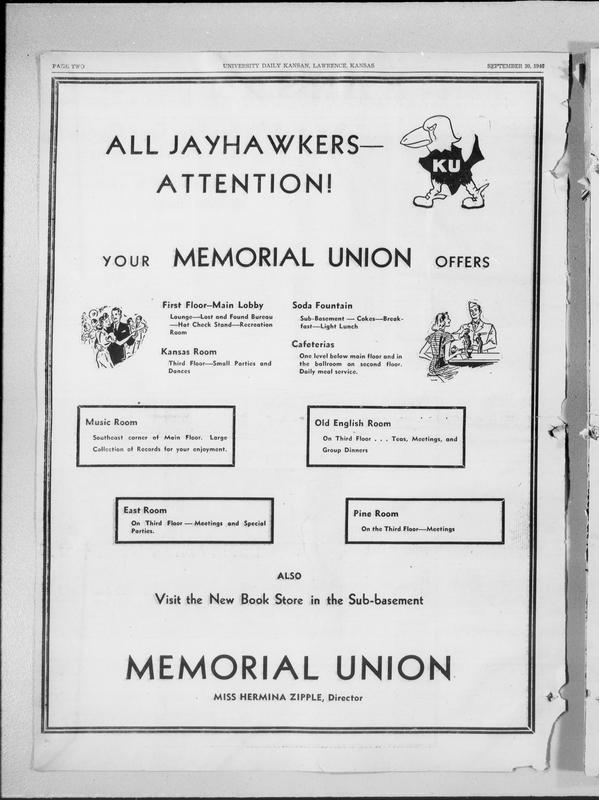 PAGE TWO
UNIVERSITY DAILY KANSAN, LAWRENCE, KANSAS
SEPTEMBER 20, 1946
ALL JAYHAWKERS—
ATTENTION!
KU
YOUR MEMORIAL UNION OFFERS
First Floor—Main Lobby
Lounge—Lost and Found Bureau
—Hat Check Stand—Recreation
Room
Kansas Room
Third Floor—Small Parties and
Dances
Soda Fountain
Sub-Basement — Cokes—Break-
fast—Light Lunch
Cafeterias
One level below main floor and in
the ballroom on second floor.
Daily meal service.
Music Room
Southeast corner of Main Floor. Large
Collection of Records for your enjoyment.
Old English Room
On Third Floor . . . Teas, Meetings, and
Group Dinners
East Room
On Third Floor — Meetings and Special
Parties.
Pine Room
On the Third Floor—Meetings
ALSO
Visit the New Book Store in the Sub-basement
MEMORIAL UNION
MISS HERMINA ZIPPLE, Director